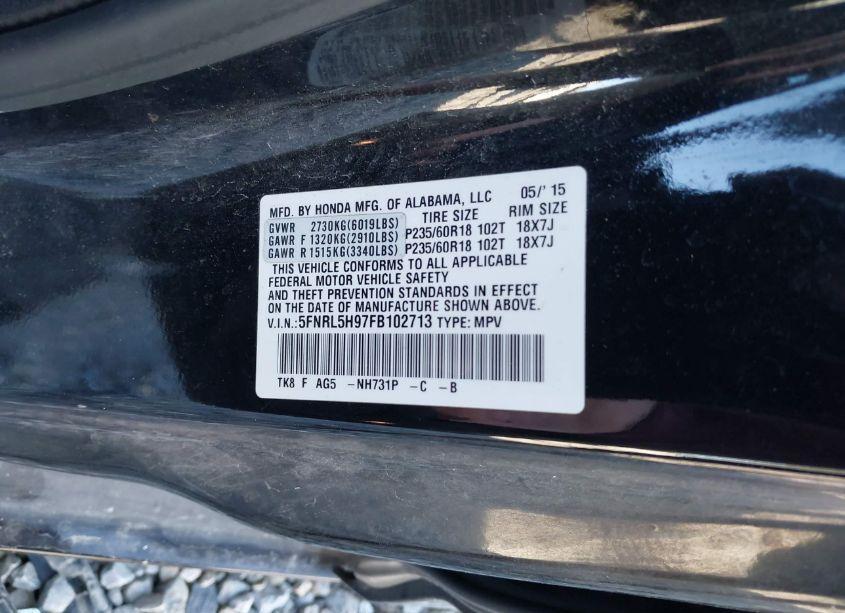 MFD. BY HONDA MFG. OF ALABAMA, LLC 05/' 15
TIRE SIZE RIM SIZE
GVWR 2730KG(6019LBS)
GAWR F 1320KG(2910LBS) P235/60R18 102T 18X7J
GAWR R 1515KG(3340LBS) P235/60R18 102T 18X7J
THIS VEHICLE CONFORMS TO ALL APPLICABLE
FEDERAL MOTOR VEHICLE SAFETY
AND THEFT PREVENTION STANDARDS IN EFFECT
ON THE DATE OF MANUFACTURE SHOWN ABOVE.
V.I.N.: 5FNRL5H97FB102713 TYPE: MPV
TK8 F AG5 -NH731P -C -B